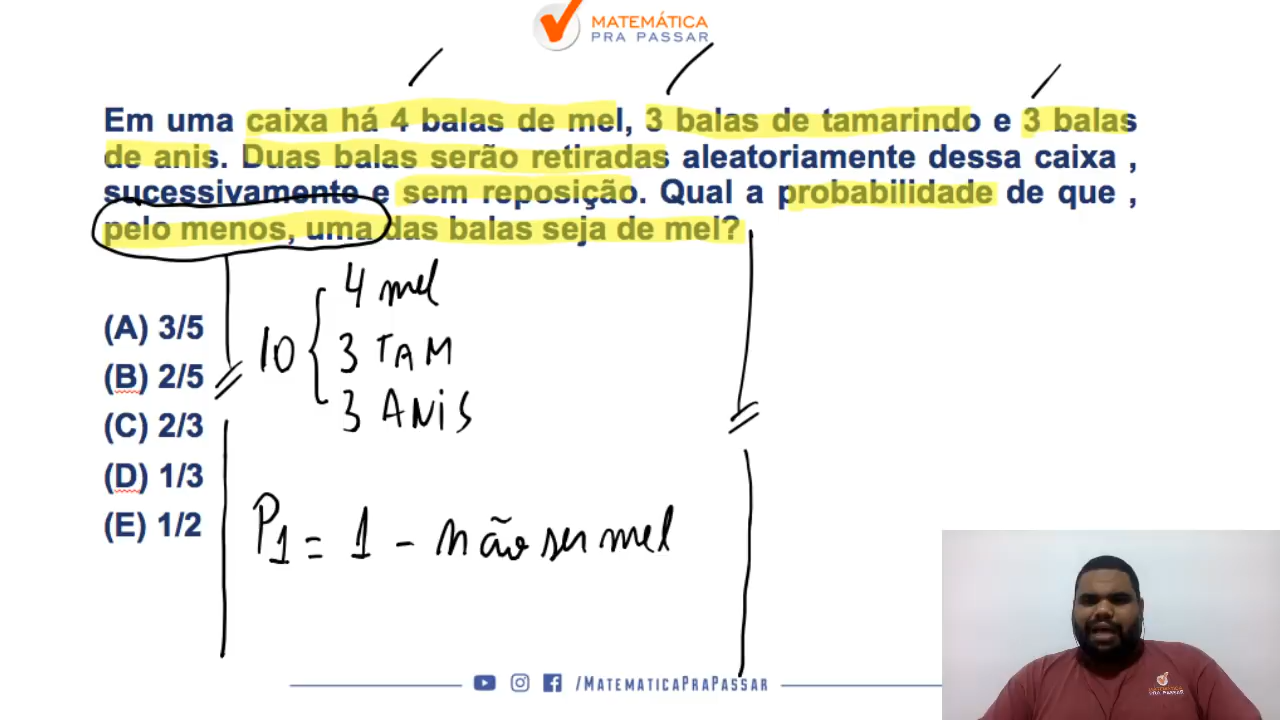 MATEMÁTICA
PRA PASSAR
Em uma caixa há 4 balas de mel, 3 balas de tamarindo e 3 balas
de anis. Duas balas serão retiradas aleatoriamente dessa caixa ,
sucessivamente e sem reposição. Qual a probabilidade de que ,
pelo menos, uma das balas seja de mel?
(A) 3/5
(B) 2/5
(C) 2/3
(D) 1/3
(E) 1/2
10
4 mel
3 TAM
3 ANiS
P1 = 1 - não ser mel
/MATEMATICAPRAPASSAR
MATEMÁTICA